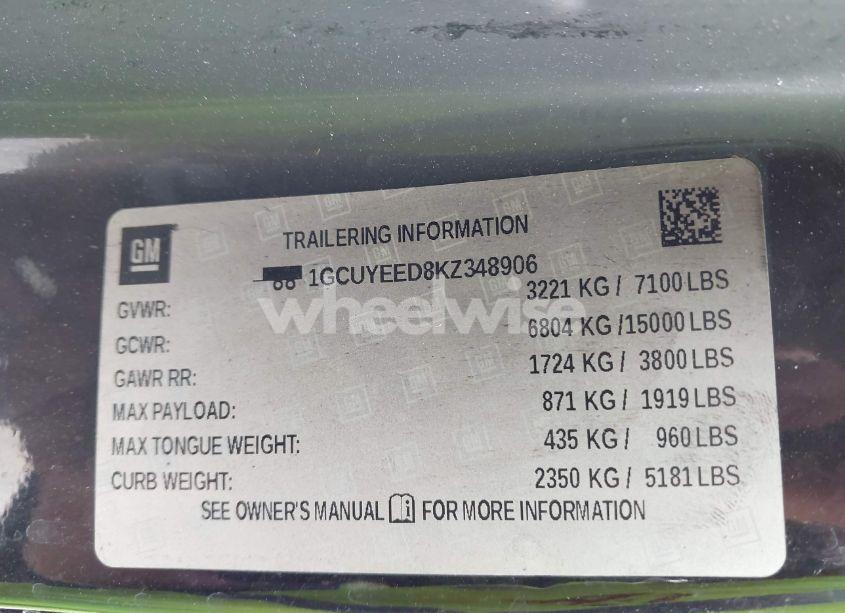 GM
TRAILERING INFORMATION
1GCUYEED8KZ348906
GVWR: 3221 KG / 7100 LBS
GCWR: 6804 KG /15000 LBS
GAWR RR: 1724 KG / 3800 LBS
MAX PAYLOAD: 871 KG / 1919 LBS
MAX TONGUE WEIGHT: 435 KG / 960 LBS
CURB WEIGHT: 2350 KG / 5181 LBS
SEE OWNER'S MANUAL FOR MORE INFORMATION
wheelwise